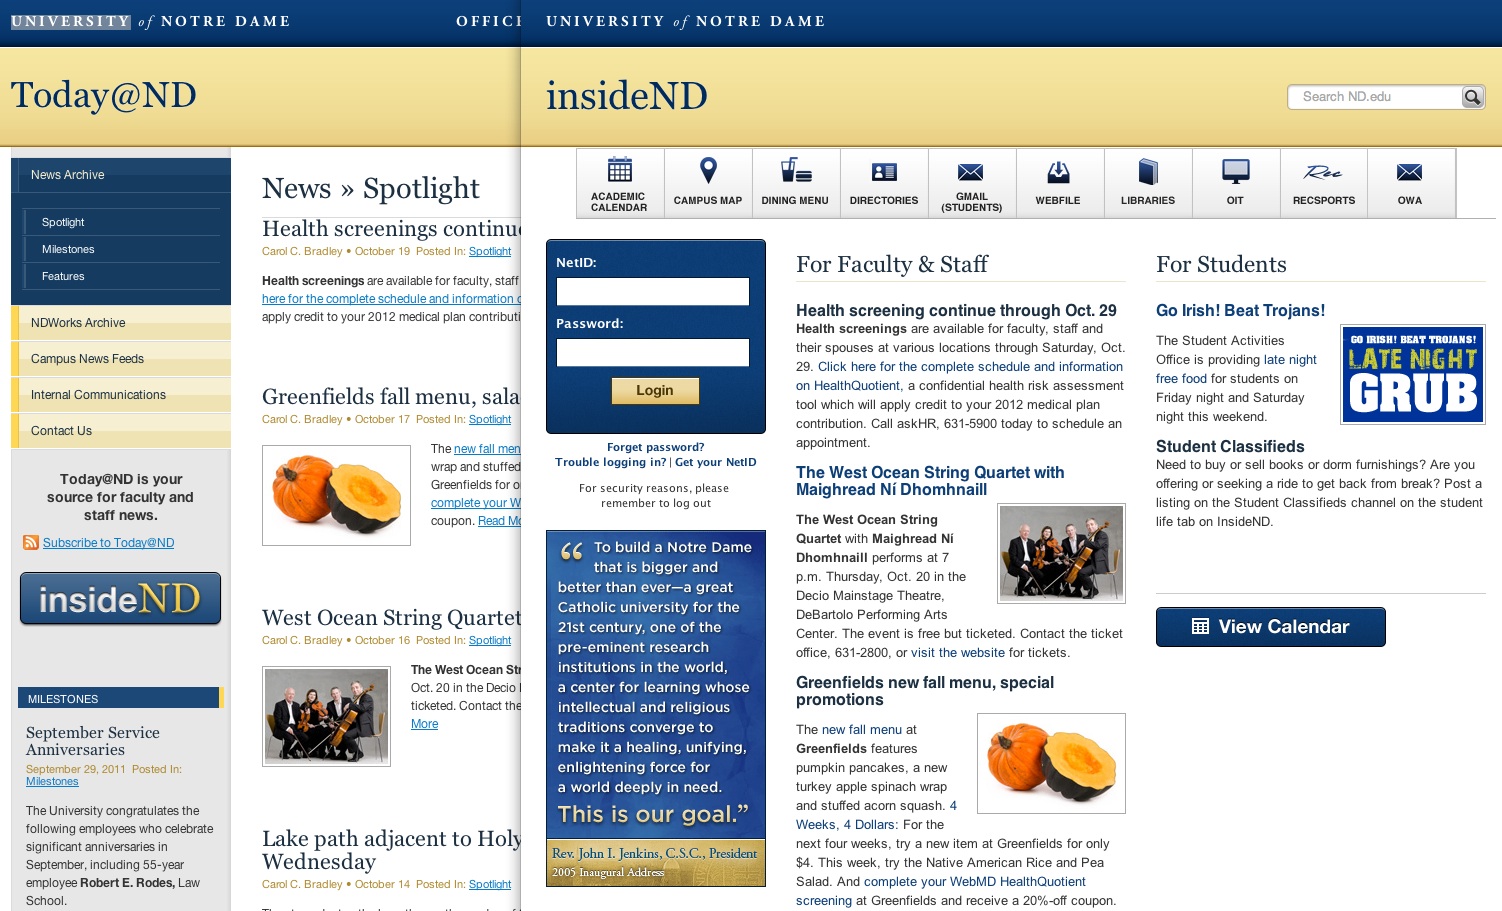 UNIVERSITY of NOTRE DAME
OFFICE
Today@ND
News Archive
Spotlight
Milestones
Features
NDWorks Archive
Campus News Feeds
Internal Communications
Contact Us
Today@ND is your
source for faculty and
staff news.
Subscribe to Today@ND
insideND
MILESTONES
September Service
Anniversaries
September 29, 2011 Posted In:
Milestones
The University congratulates the
following employees who celebrate
significant anniversaries in
September, including 55-year
employee Robert E. Rodes, Law
School.
News » Spotlight
Health screenings continue
Carol C. Bradley • October 19 Posted In: Spotlight
Health screenings are available for faculty, staff
here for the complete schedule and information
apply credit to your 2012 medical plan
Greenfields fall menu,
Carol C. Bradley • October 17 Posted In: Spotlight
The new fall
wrap and stuffed
Greenfields for
complete your
coupon. Read
West Ocean String Quartet
Carol C. Bradley • October 16 Posted In: Spotlight
The West Ocean
Oct. 20 in the Decio
ticketed. Contact the
More
Lake path adjacent to Holy
Wednesday
Carol C. Bradley • October 14 Posted In: Spotlight
UNIVERSITY of NOTRE DAME
insideND
Search ND.edu
ACADEMIC
CALENDAR
CAMPUS MAP
DINING MENU
DIRECTORIES
GMAIL
(STUDENTS)
WEBFILE
LIBRARIES
OIT
Rec
RECSPORTS
OWA
NetID:
Password:
Login
Forget password?
Trouble logging in? | Get your NetID
For security reasons, please
remember to log out
“ To build a Notre Dame
that is bigger and
better than ever—a great
Catholic university for the
21st century, one of the
pre-eminent research
institutions in the world,
a center for learning whose
intellectual and religious
traditions converge to
make it a healing, unifying,
enlightening force for
a world deeply in need.
This is our goal.”
Rev. John I. Jenkins, C.S.C., President
2005 Inaugural Address
For Faculty & Staff
Health screening continue through Oct. 29
Health screenings are available for faculty, staff and
their spouses at various locations through Saturday, Oct.
29. Click here for the complete schedule and information
on HealthQuotient, a confidential health risk assessment
tool which will apply credit to your 2012 medical plan
contribution. Call askHR, 631-5900 today to schedule an
appointment.
The West Ocean String Quartet with
Maighread Ní Dhomhnaill
The West Ocean String
Quartet with Maighread Ní
Dhomhnaill performs at 7
p.m. Thursday, Oct. 20 in the
Decio Mainstage Theatre,
DeBartolo Performing Arts
Center. The event is free but ticketed. Contact the ticket
office, 631-2800, or visit the website for tickets.
Greenfields new fall menu, special
promotions
The new fall menu at
Greenfields features
pumpkin pancakes, a new
turkey apple spinach wrap
and stuffed acorn squash. 4
Weeks, 4 Dollars: For the
next four weeks, try a new item at Greenfields for only
$4. This week, try the Native American Rice and Pea
Salad. And complete your WebMD HealthQuotient
screening at Greenfields and receive a 20%-off coupon.
For Students
Go Irish! Beat Trojans!
The Student Activities
Office is providing late night
free food for students on
Friday night and Saturday
night this weekend.
GO IRISH! BEAT TROJANS!
LATE NIGHT
GRUB
Student Classifieds
Need to buy or sell books or dorm furnishings? Are you
offering or seeking a ride to get back from break? Post a
listing on the Student Classifieds channel on the student
life tab on InsideND.
View Calendar